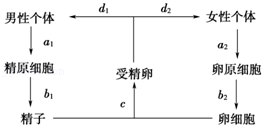 男性个体 d₁ d₂ 女性个体
a₁ a₂
精原细胞 受精卵 卵原细胞
b₁ b₂
精子 c 卵细胞